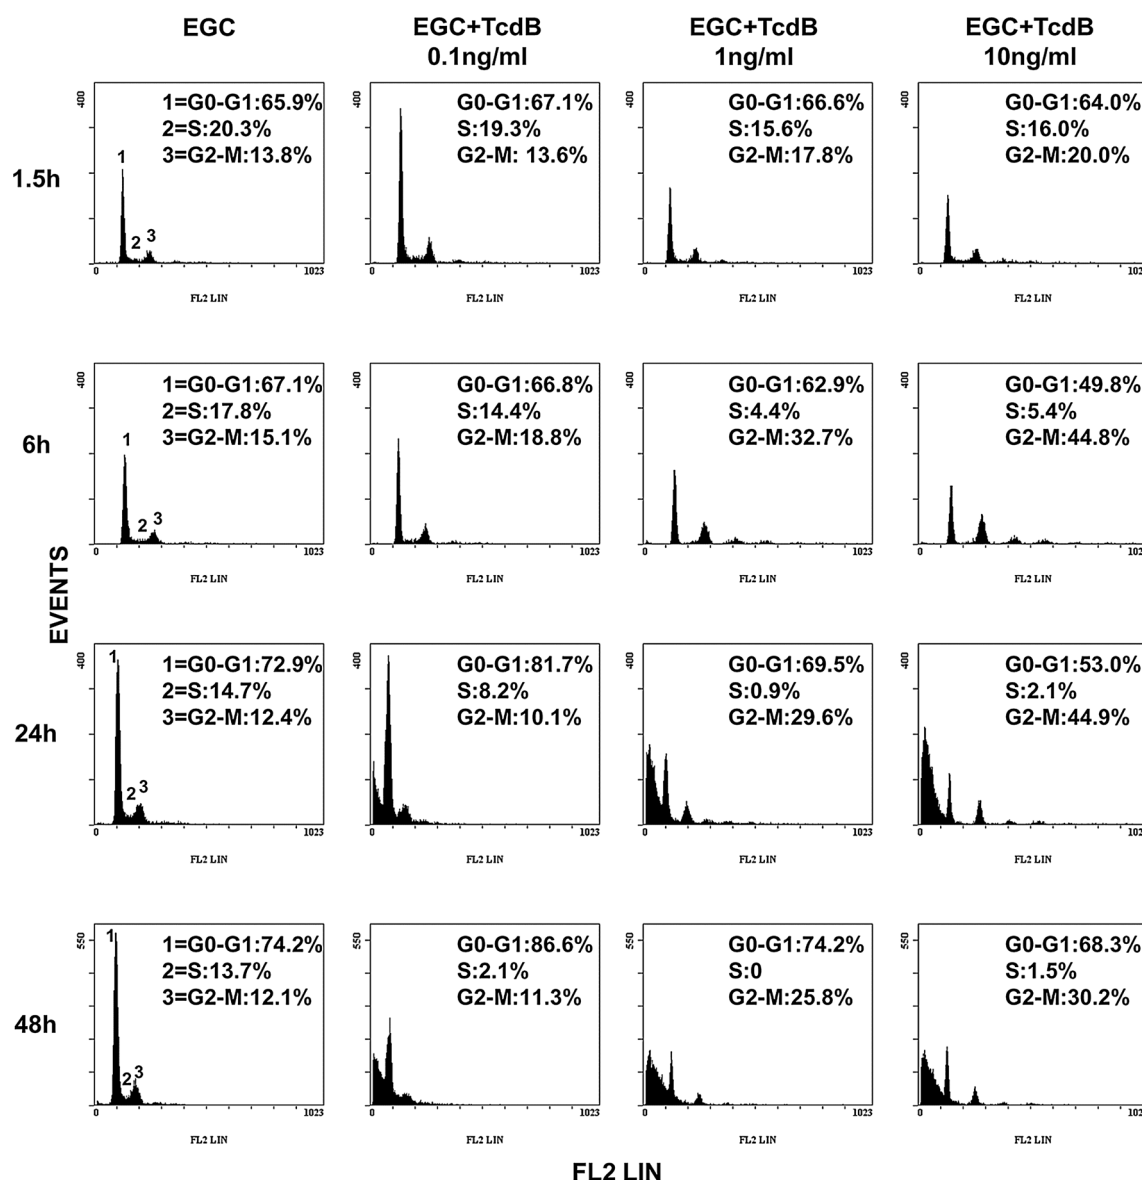 EGC
EGC+TcdB
0.1ng/ml
EGC+TcdB
1ng/ml
EGC+TcdB
10ng/ml
1.5h
400
1=G0-G1:65.9%
2=S:20.3%
3=G2-M:13.8%
1
2
3
0
1023
FL2 LIN
400
G0-G1:67.1%
S:19.3%
G2-M: 13.6%
0
1023
FL2 LIN
400
G0-G1:66.6%
S:15.6%
G2-M:17.8%
0
1023
FL2 LIN
400
G0-G1:64.0%
S:16.0%
G2-M:20.0%
0
102
FL2 LIN
6h
400
1=G0-G1:67.1%
2=S:17.8%
3=G2-M:15.1%
1
2
3
0
1023
FL2 LIN
400
G0-G1:66.8%
S:14.4%
G2-M:18.8%
0
1023
FL2 LIN
400
G0-G1:62.9%
S:4.4%
G2-M:32.7%
0
1023
FL2 LIN
400
G0-G1:49.8%
S:5.4%
G2-M:44.8%
0
102
FL2 LIN
EVENTS
24h
400
1=G0-G1:72.9%
2=S:14.7%
3=G2-M:12.4%
1
2
3
0
1023
FL2 LIN
400
G0-G1:81.7%
S:8.2%
G2-M:10.1%
0
1023
FL2 LIN
400
G0-G1:69.5%
S:0.9%
G2-M:29.6%
0
1023
FL2 LIN
400
G0-G1:53.0%
S:2.1%
G2-M:44.9%
0
102
FL2 LIN
48h
550
1=G0-G1:74.2%
2=S:13.7%
3=G2-M:12.1%
1
2
3
0
1023
FL2 LIN
550
G0-G1:86.6%
S:2.1%
G2-M:11.3%
0
1023
FL2 LIN
550
G0-G1:74.2%
S:0
G2-M:25.8%
0
1023
FL2 LIN
550
G0-G1:68.3%
S:1.5%
G2-M:30.2%
0
102
FL2 LIN
FL2 LIN